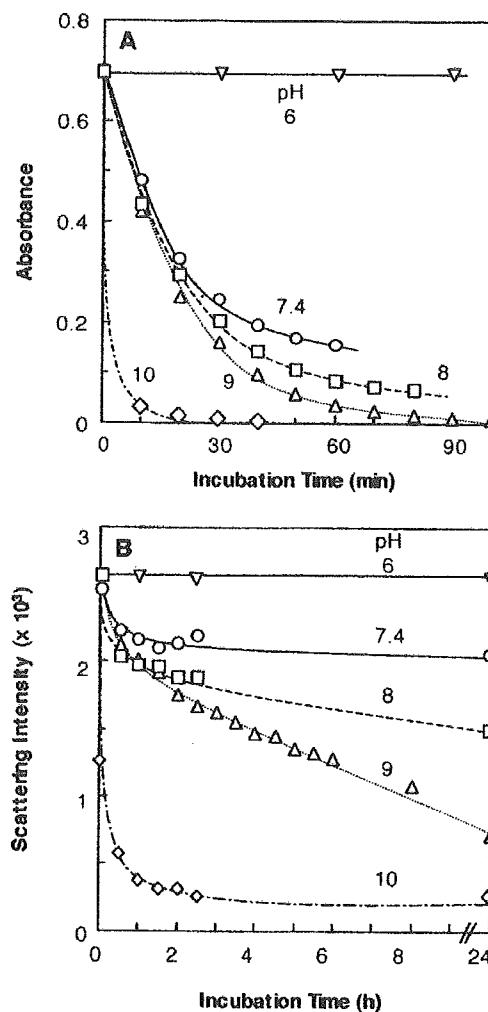 0.8
A
pH
6
0.6
Absorbance
0.4
7.4
0.2
8
10
9
0
0 30 60 90
Incubation Time (min)
3
B
pH
6
7.4
Scattering Intensity (x 10³)
2
8
9
1
10
0
0 2 4 6 8 24
Incubation Time (h)